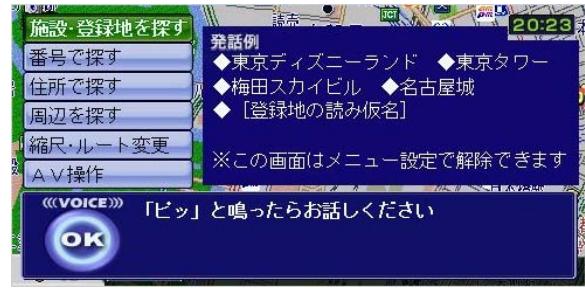 施設・登録地を探す
番号で探す
住所で探す
周辺を探す
縮尺・ルート変更
AV操作
読売
JCT
20:23
発話例
◆東京ディズニーランド ◆東京タワー
◆梅田スカイビル ◆名古屋城
◆ [登録地の読み仮名]
※この画面はメニュー設定で解除できます
(((VOICE)))
OK
「ピッ」と鳴ったらお話しください